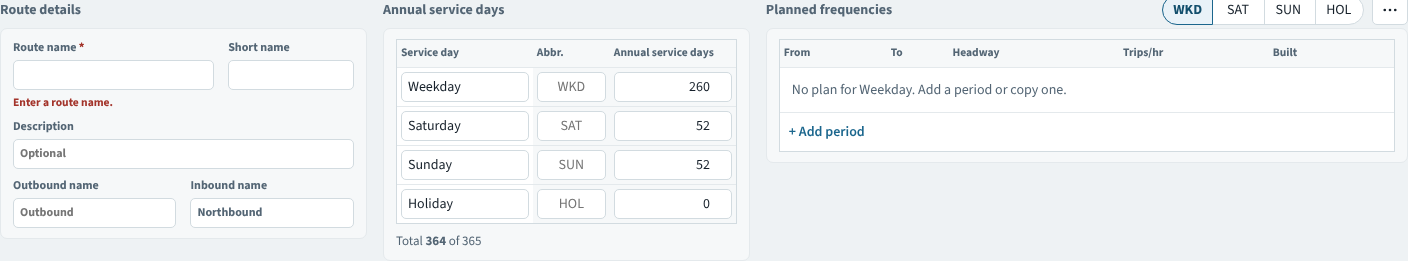 Route details
Route name *
Short name
Enter a route name.
Description
Optional
Outbound name
Inbound name
Outbound
Northbound
Annual service days
Service day Abbr. Annual service days
Weekday WKD 260
Saturday SAT 52
Sunday SUN 52
Holiday HOL 0
Total 364 of 365
Planned frequencies
WKD SAT SUN HOL ...
From To Headway Trips/hr Built
No plan for Weekday. Add a period or copy one.
+ Add period